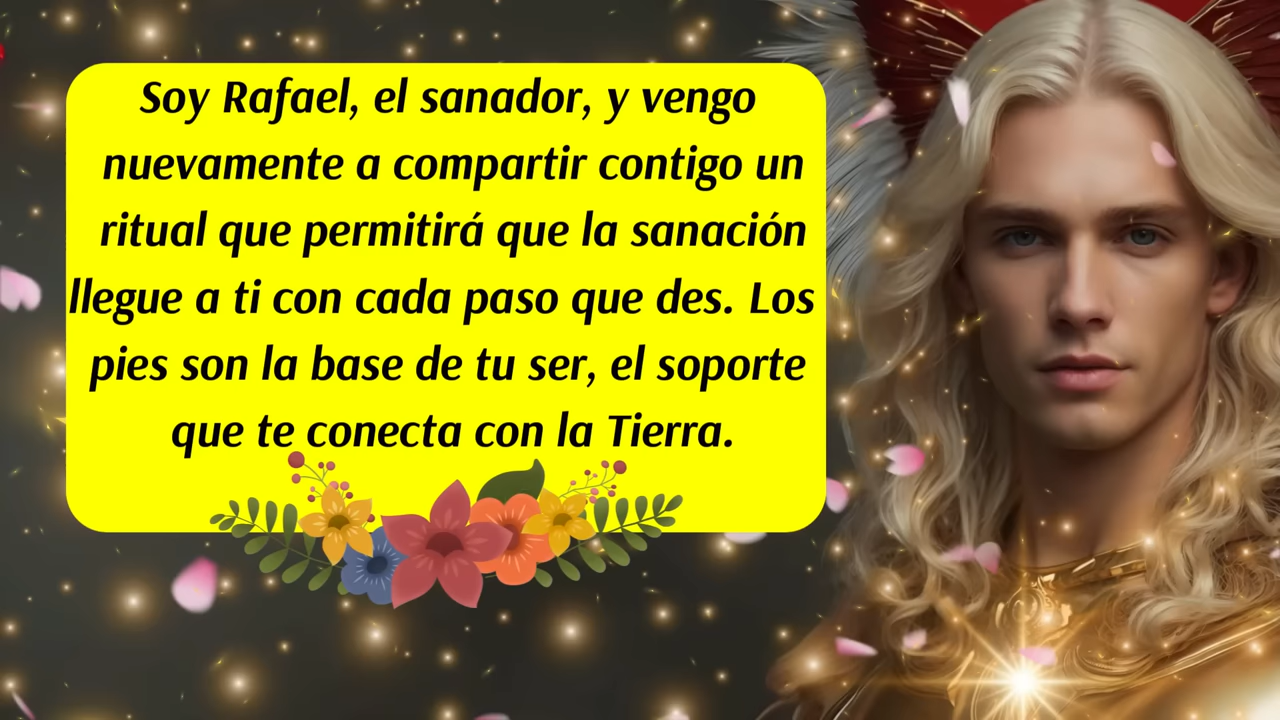 Soy Rafael, el sanador, y vengo
nuevamente a compartir contigo un
ritual que permitirá que la sanación
llegue a ti con cada paso que des. Los
pies son la base de tu ser, el soporte
que te conecta con la Tierra.